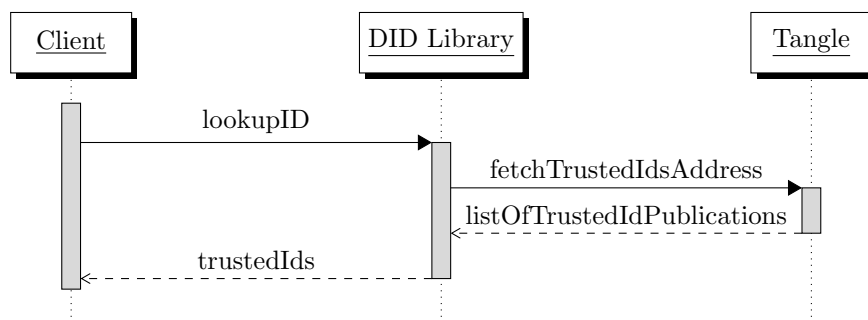 Client
DID Library
Tangle
lookupID
fetchTrustedIdsAddress
listOfTrustedIdPublications
trustedIds